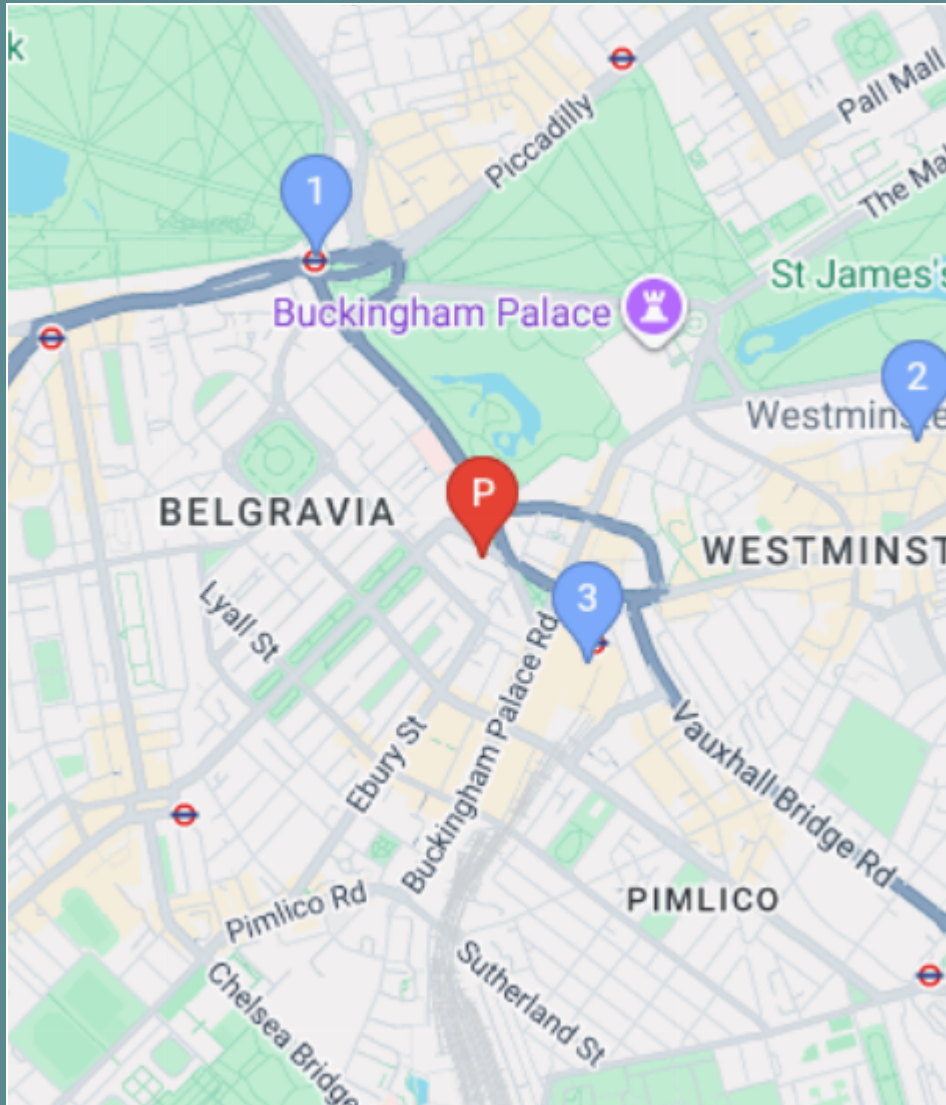 k
Pall Mall
Piccadilly
The Mal
1
St James's
Buckingham Palace
2
Westminste
P
BELGRAVIA
WESTMINST
3
Lyall St
Buckingham Palace Rd
Ebury St
Vauxhall Bridge Rd
PIMLICO
Pimlico Rd
Sutherland St
Chelsea Bridge